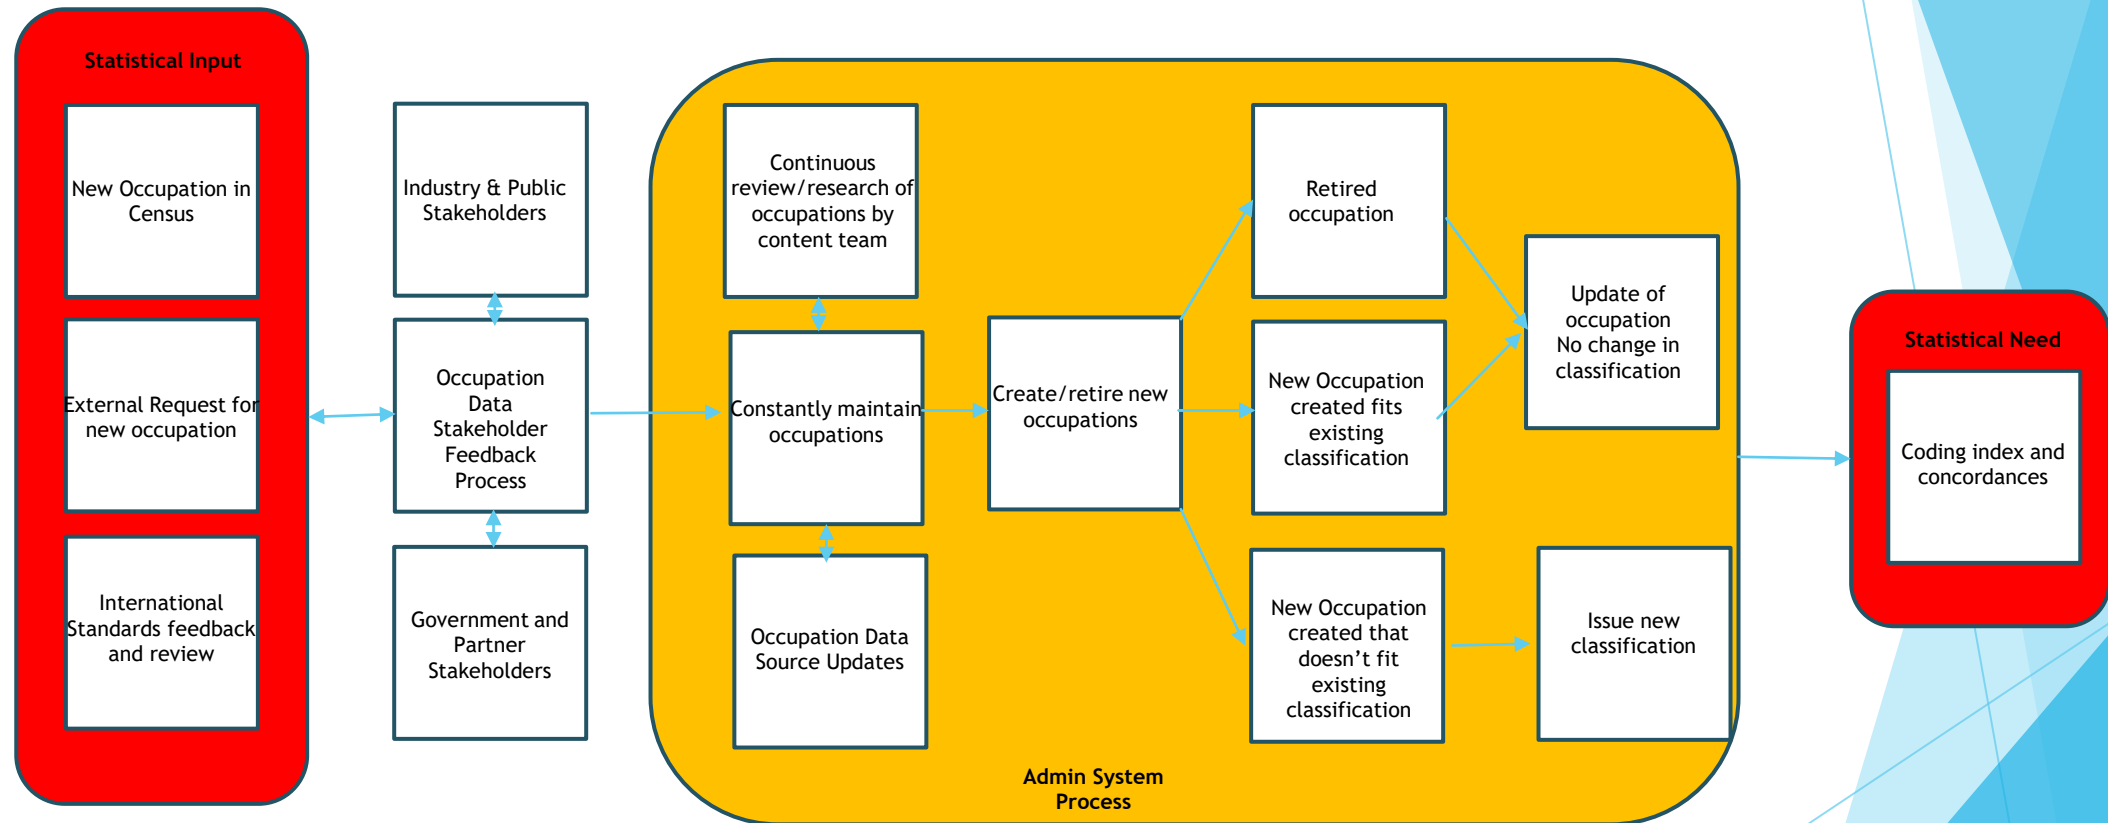 Statistical Input
New Occupation in
Census
External Request for
new occupation
International
Standards feedback
and review
Industry & Public
Stakeholders
Occupation
Data
Stakeholder
Feedback
Process
Government and
Partner
Stakeholders
Continuous
review/research of
occupations by
content team
Constantly maintain
occupations
Occupation Data
Source Updates
Create/retire new
occupations
Retired
occupation
New Occupation
created fits
existing
classification
New Occupation
created that
doesn’t fit
existing
classification
Update of
occupation
No change in
classification
Issue new
classification
Admin System
Process
Statistical Need
Coding index and
concordances